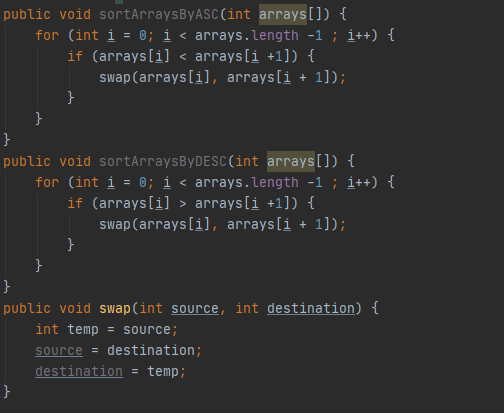 public void sortArraysByASC(int arrays[]) {
    for (int i = 0; i < arrays.length -1 ; i++) {
        if (arrays[i] < arrays[i +1]) {
            swap(arrays[i], arrays[i + 1]);
        }
    }
}
public void sortArraysByDESC(int arrays[]) {
    for (int i = 0; i < arrays.length -1 ; i++) {
        if (arrays[i] > arrays[i +1]) {
            swap(arrays[i], arrays[i + 1]);
        }
    }
}
public void swap(int source, int destination) {
    int temp = source;
    source = destination;
    destination = temp;
}